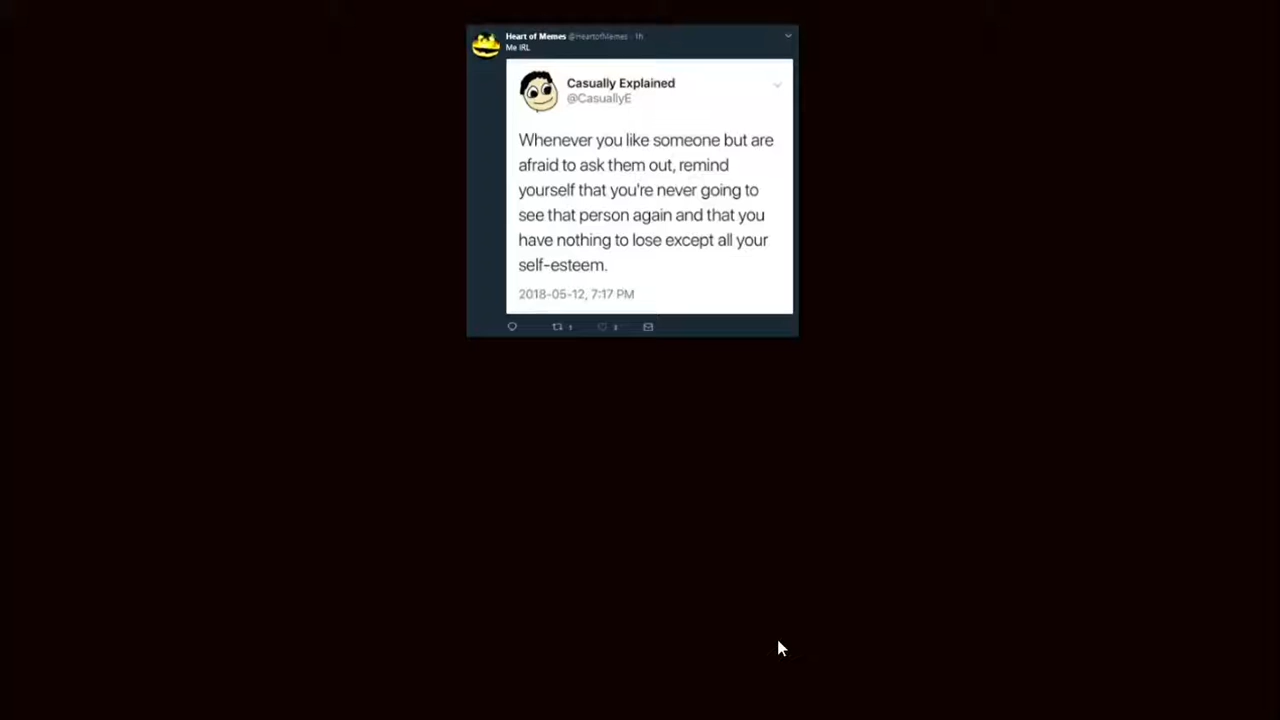 Heart of Memes @HeartofMemes · 1h
Me IRL
Casually Explained
@CasuallyE
Whenever you like someone but are
afraid to ask them out, remind
yourself that you're never going to
see that person again and that you
have nothing to lose except all your
self-esteem.
2018-05-12, 7:17 PM